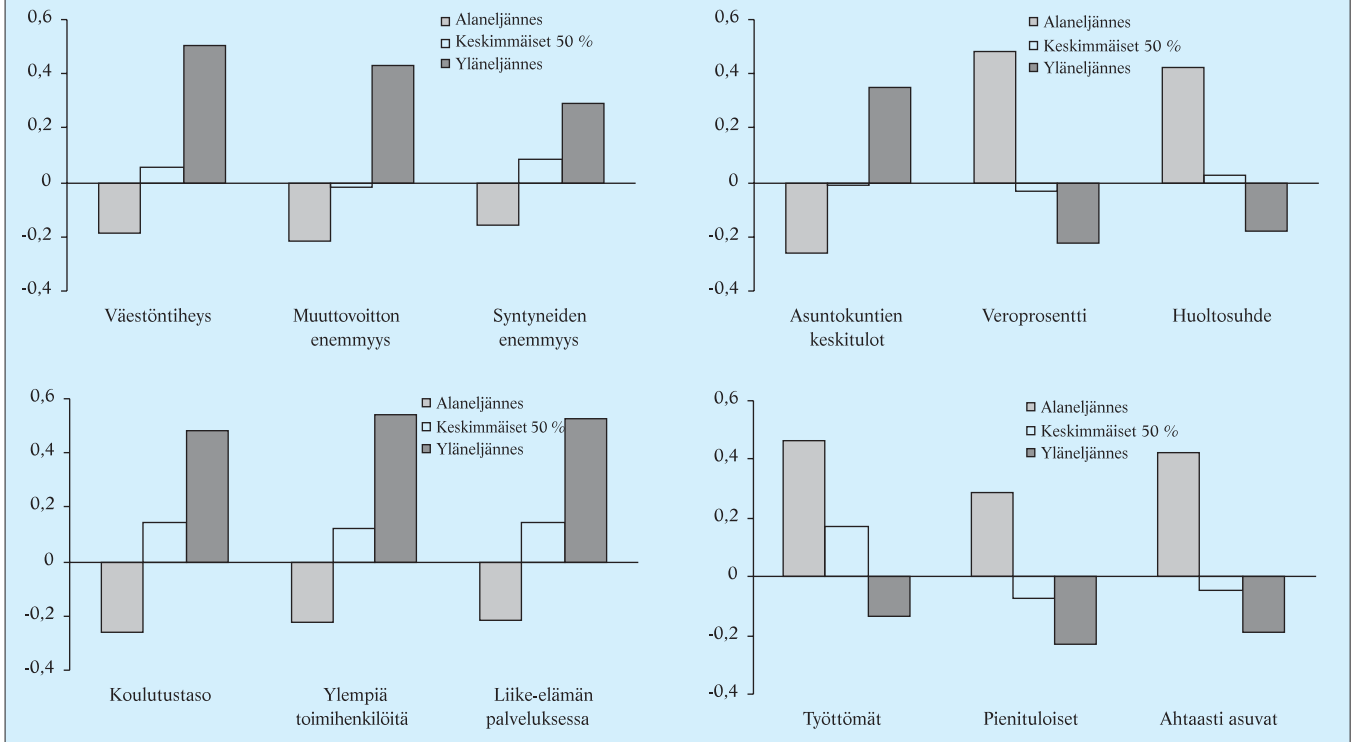 0,6
0,4
0,2
0
-0,2
-0,4
Alaneljännes
Keskimmäiset 50 %
Yläneljännes
Väestöntiheys
Muuttovoitton
enemmyys
Syntyneiden
enemmyys
0,6
0,4
0,2
0
-0,2
-0,4
Alaneljännes
Keskimmäiset 50 %
Yläneljännes
Asuntokuntien
keskitulot
Veroprosentti
Huoltosuhde
0,6
0,4
0,2
0
-0,2
-0,4
Alaneljännes
Keskimmäiset 50 %
Yläneljännes
Koulutustaso
Ylempiä
toimihenkilöitä
Liike-elämän
palveluksessa
0,6
0,4
0,2
0
-0,2
-0,4
Alaneljännes
Keskimmäiset 50 %
Yläneljännes
Työttömät
Pienituloiset
Ahtaasti asuvat